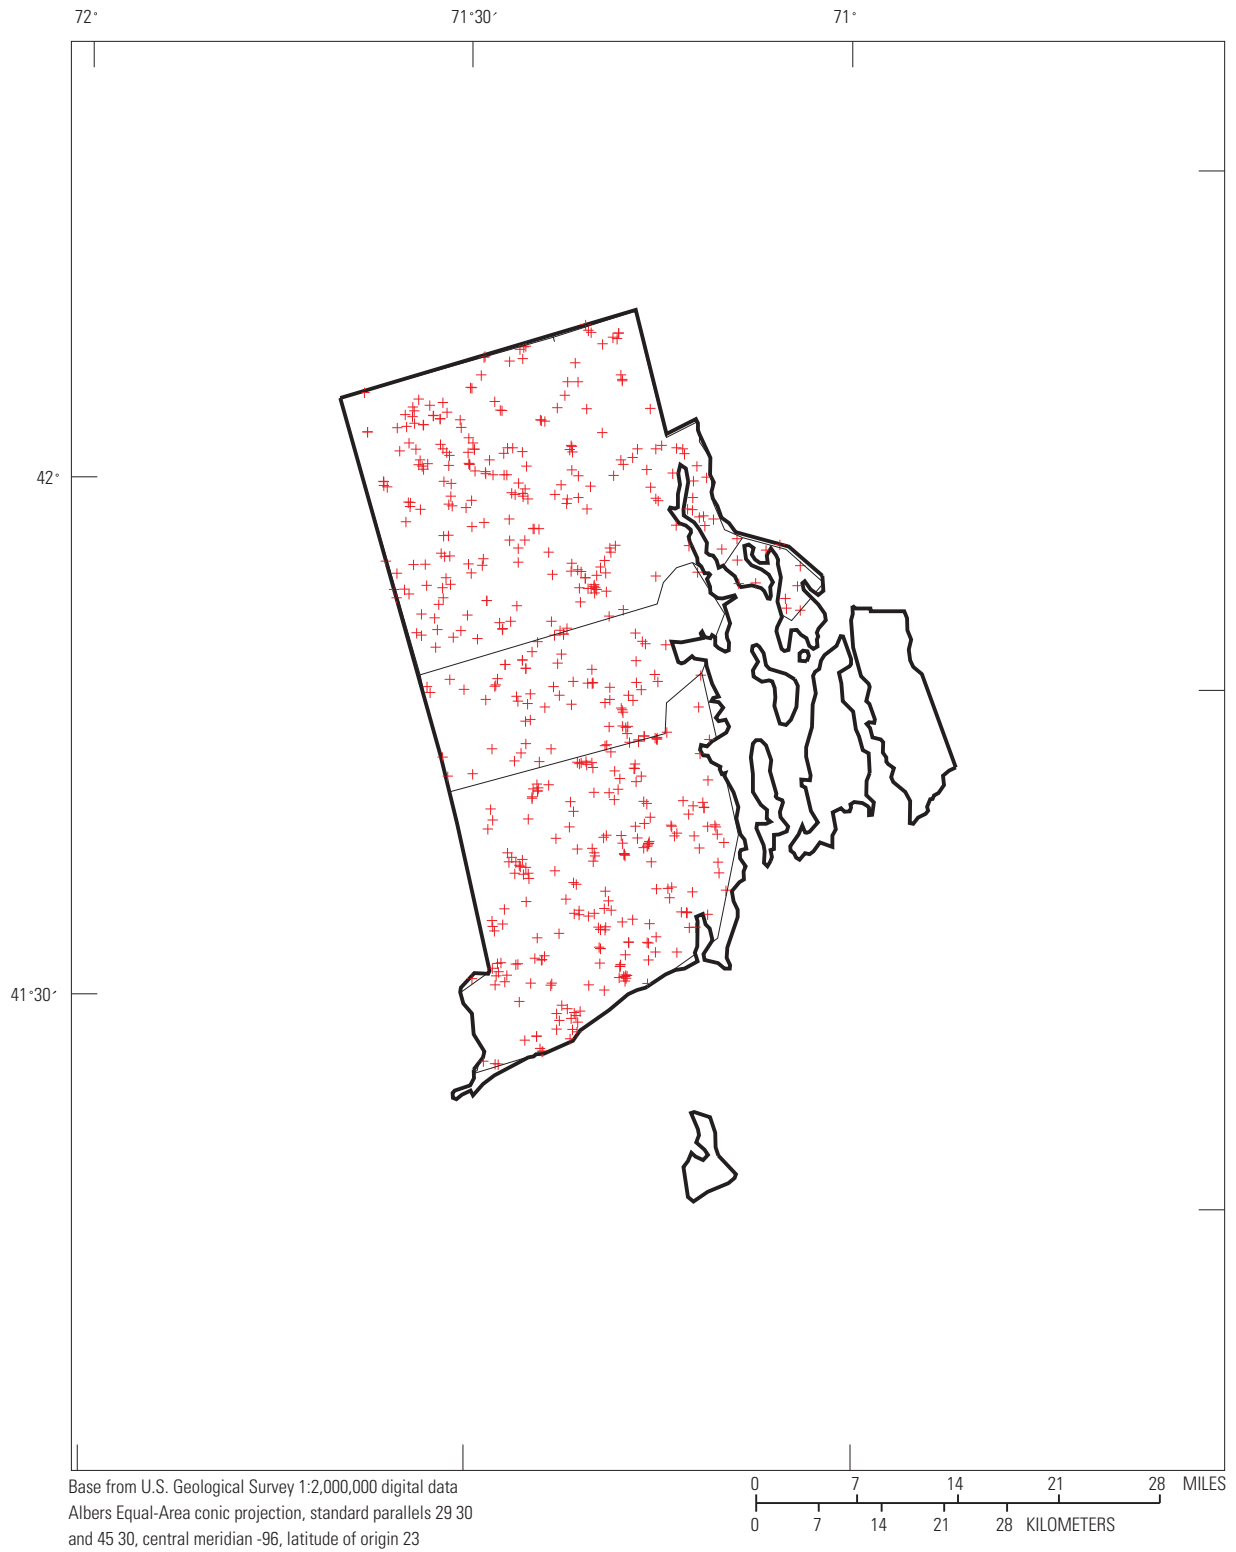 72° 71°30′ 71°
42°
41°30′
Base from U.S. Geological Survey 1:2,000,000 digital data
Albers Equal-Area conic projection, standard parallels 29 30
and 45 30, central meridian -96, latitude of origin 23
0 7 14 21 28 MILES
0 7 14 21 28 KILOMETERS